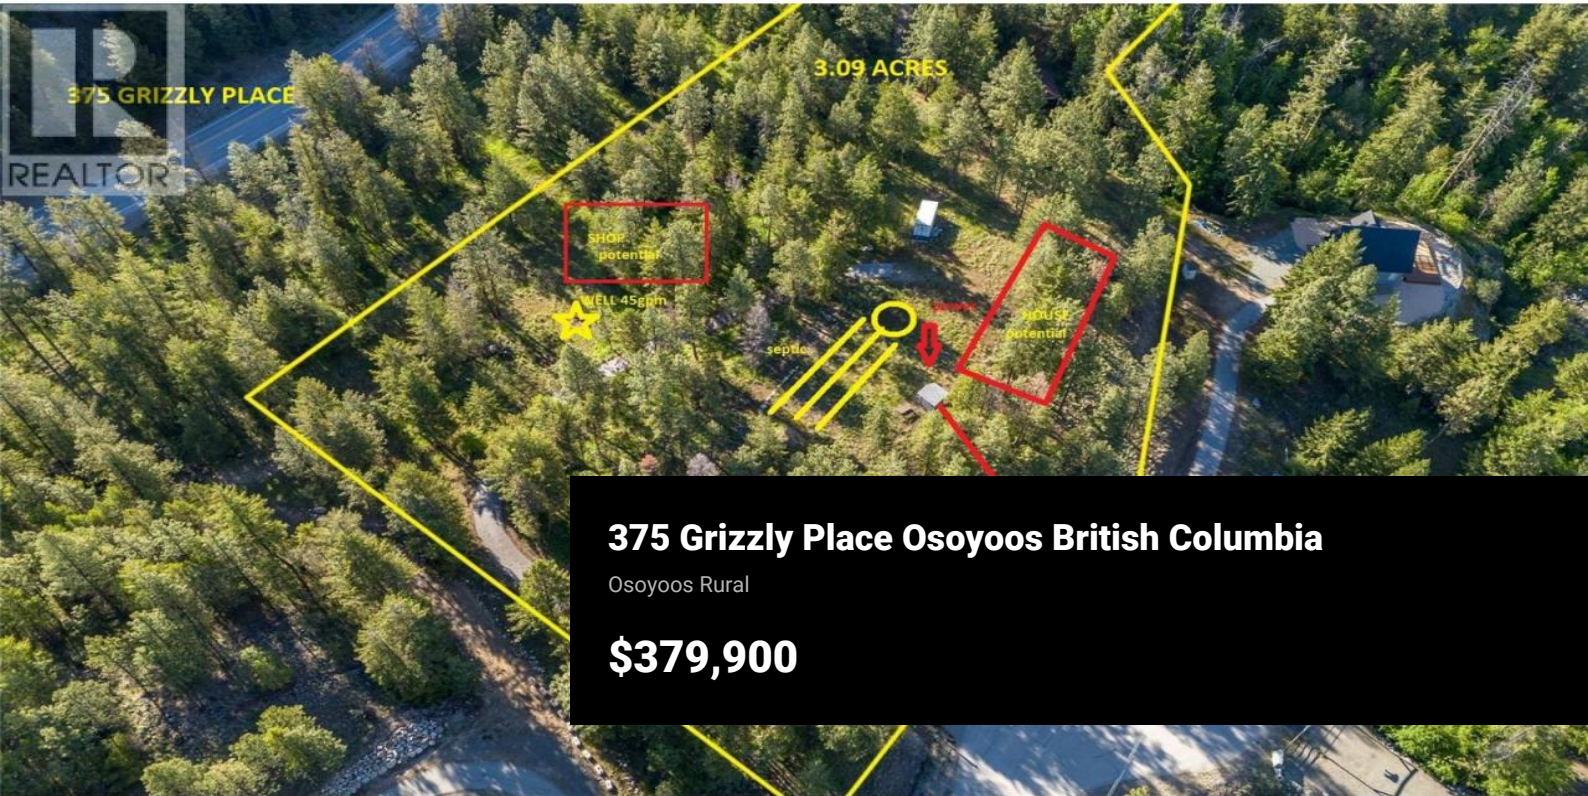 375 GRIZZLY PLACE
REALTOR
3.09 ACRES
SHOP
potential
WELL 45gpm
septic
HOUSE
potential
375 Grizzly Place Osoyoos British Columbia
Osoyoos Rural
$379,900